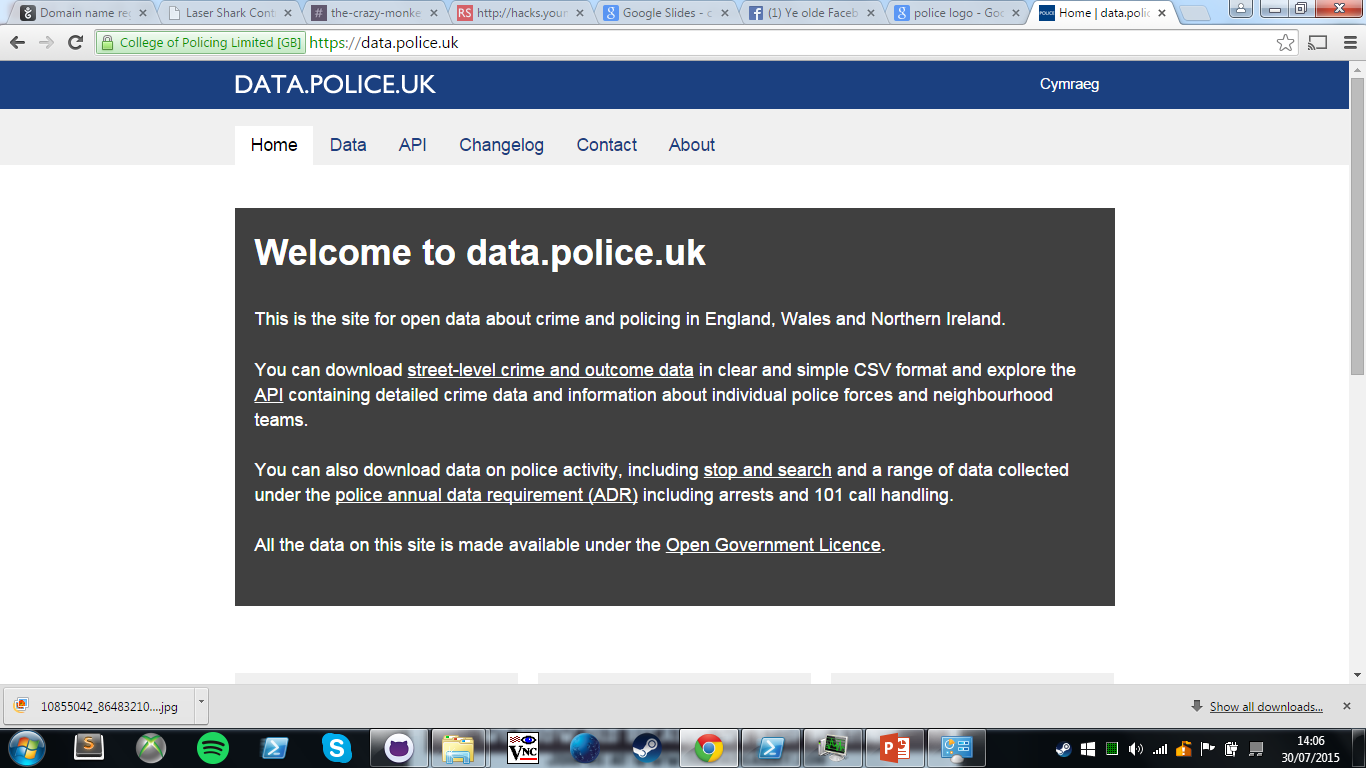 Domain name re
Laser Shark Cont
the-crazy-monke
RS http://hacks.your
Google Slides - c
(1) Ye olde Faceb
police logo - Goo
POLICE Home | data.polic
College of Policing Limited [GB] https://data.police.uk
DATA.POLICE.UK
Cymraeg
Home Data API Changelog Contact About
Welcome to data.police.uk
This is the site for open data about crime and policing in England, Wales and Northern Ireland.
You can download street-level crime and outcome data in clear and simple CSV format and explore the
API containing detailed crime data and information about individual police forces and neighbourhood
teams.
You can also download data on police activity, including stop and search and a range of data collected
under the police annual data requirement (ADR) including arrests and 101 call handling.
All the data on this site is made available under the Open Government Licence.
10855042_86483210....jpg
Show all downloads...
VNC
14:06
30/07/2015